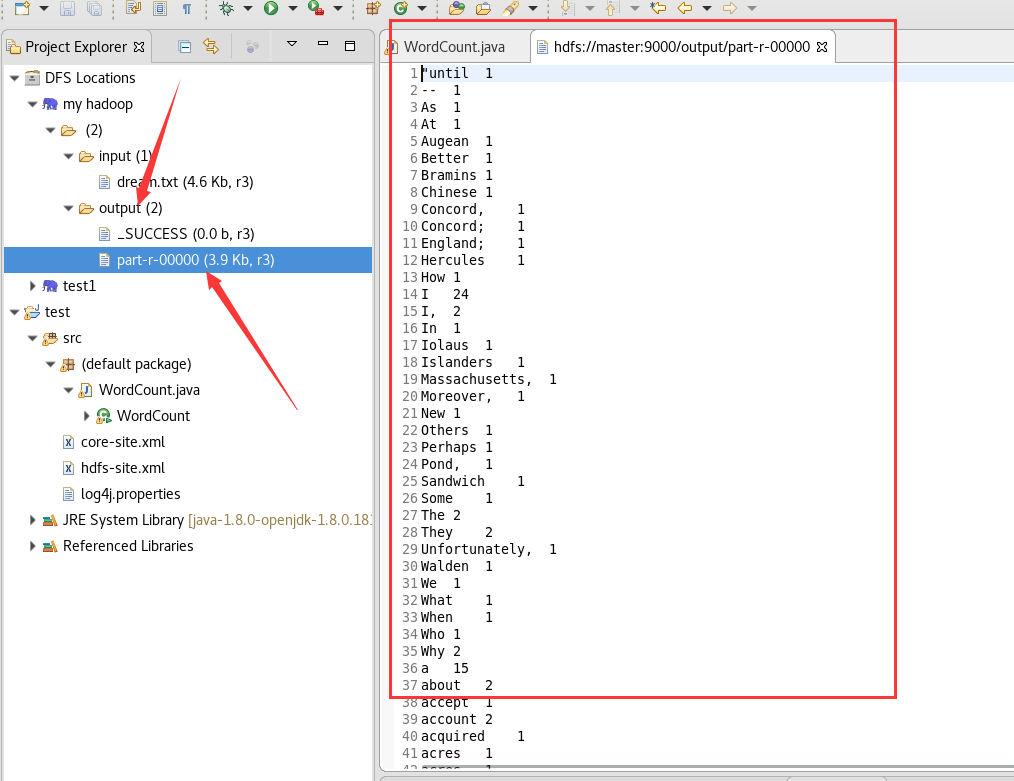 Project Explorer
DFS Locations
my hadoop
(2)
input (1)
dream.txt (4.6 Kb, r3)
output (2)
_SUCCESS (0.0 b, r3)
part-r-00000 (3.9 Kb, r3)
test1
test
src
(default package)
WordCount.java
WordCount
core-site.xml
hdfs-site.xml
log4j.properties
JRE System Library [java-1.8.0-openjdk-1.8.0.181
Referenced Libraries
WordCount.java
hdfs://master:9000/output/part-r-00000
1 "until 1
2 -- 1
3 As 1
4 At 1
5 Augean 1
6 Better 1
7 Bramins 1
8 Chinese 1
9 Concord, 1
10 Concord; 1
11 England; 1
12 Hercules 1
13 How 1
14 I 24
15 I, 2
16 In 1
17 Iolaus 1
18 Islanders 1
19 Massachusetts, 1
20 Moreover, 1
21 New 1
22 Others 1
23 Perhaps 1
24 Pond, 1
25 Sandwich 1
26 Some 1
27 The 2
28 They 2
29 Unfortunately, 1
30 Walden 1
31 We 1
32 What 1
33 When 1
34 Who 1
35 Why 2
36 a 15
37 about 2
38 accept 1
39 account 2
40 acquired 1
41 acres 1